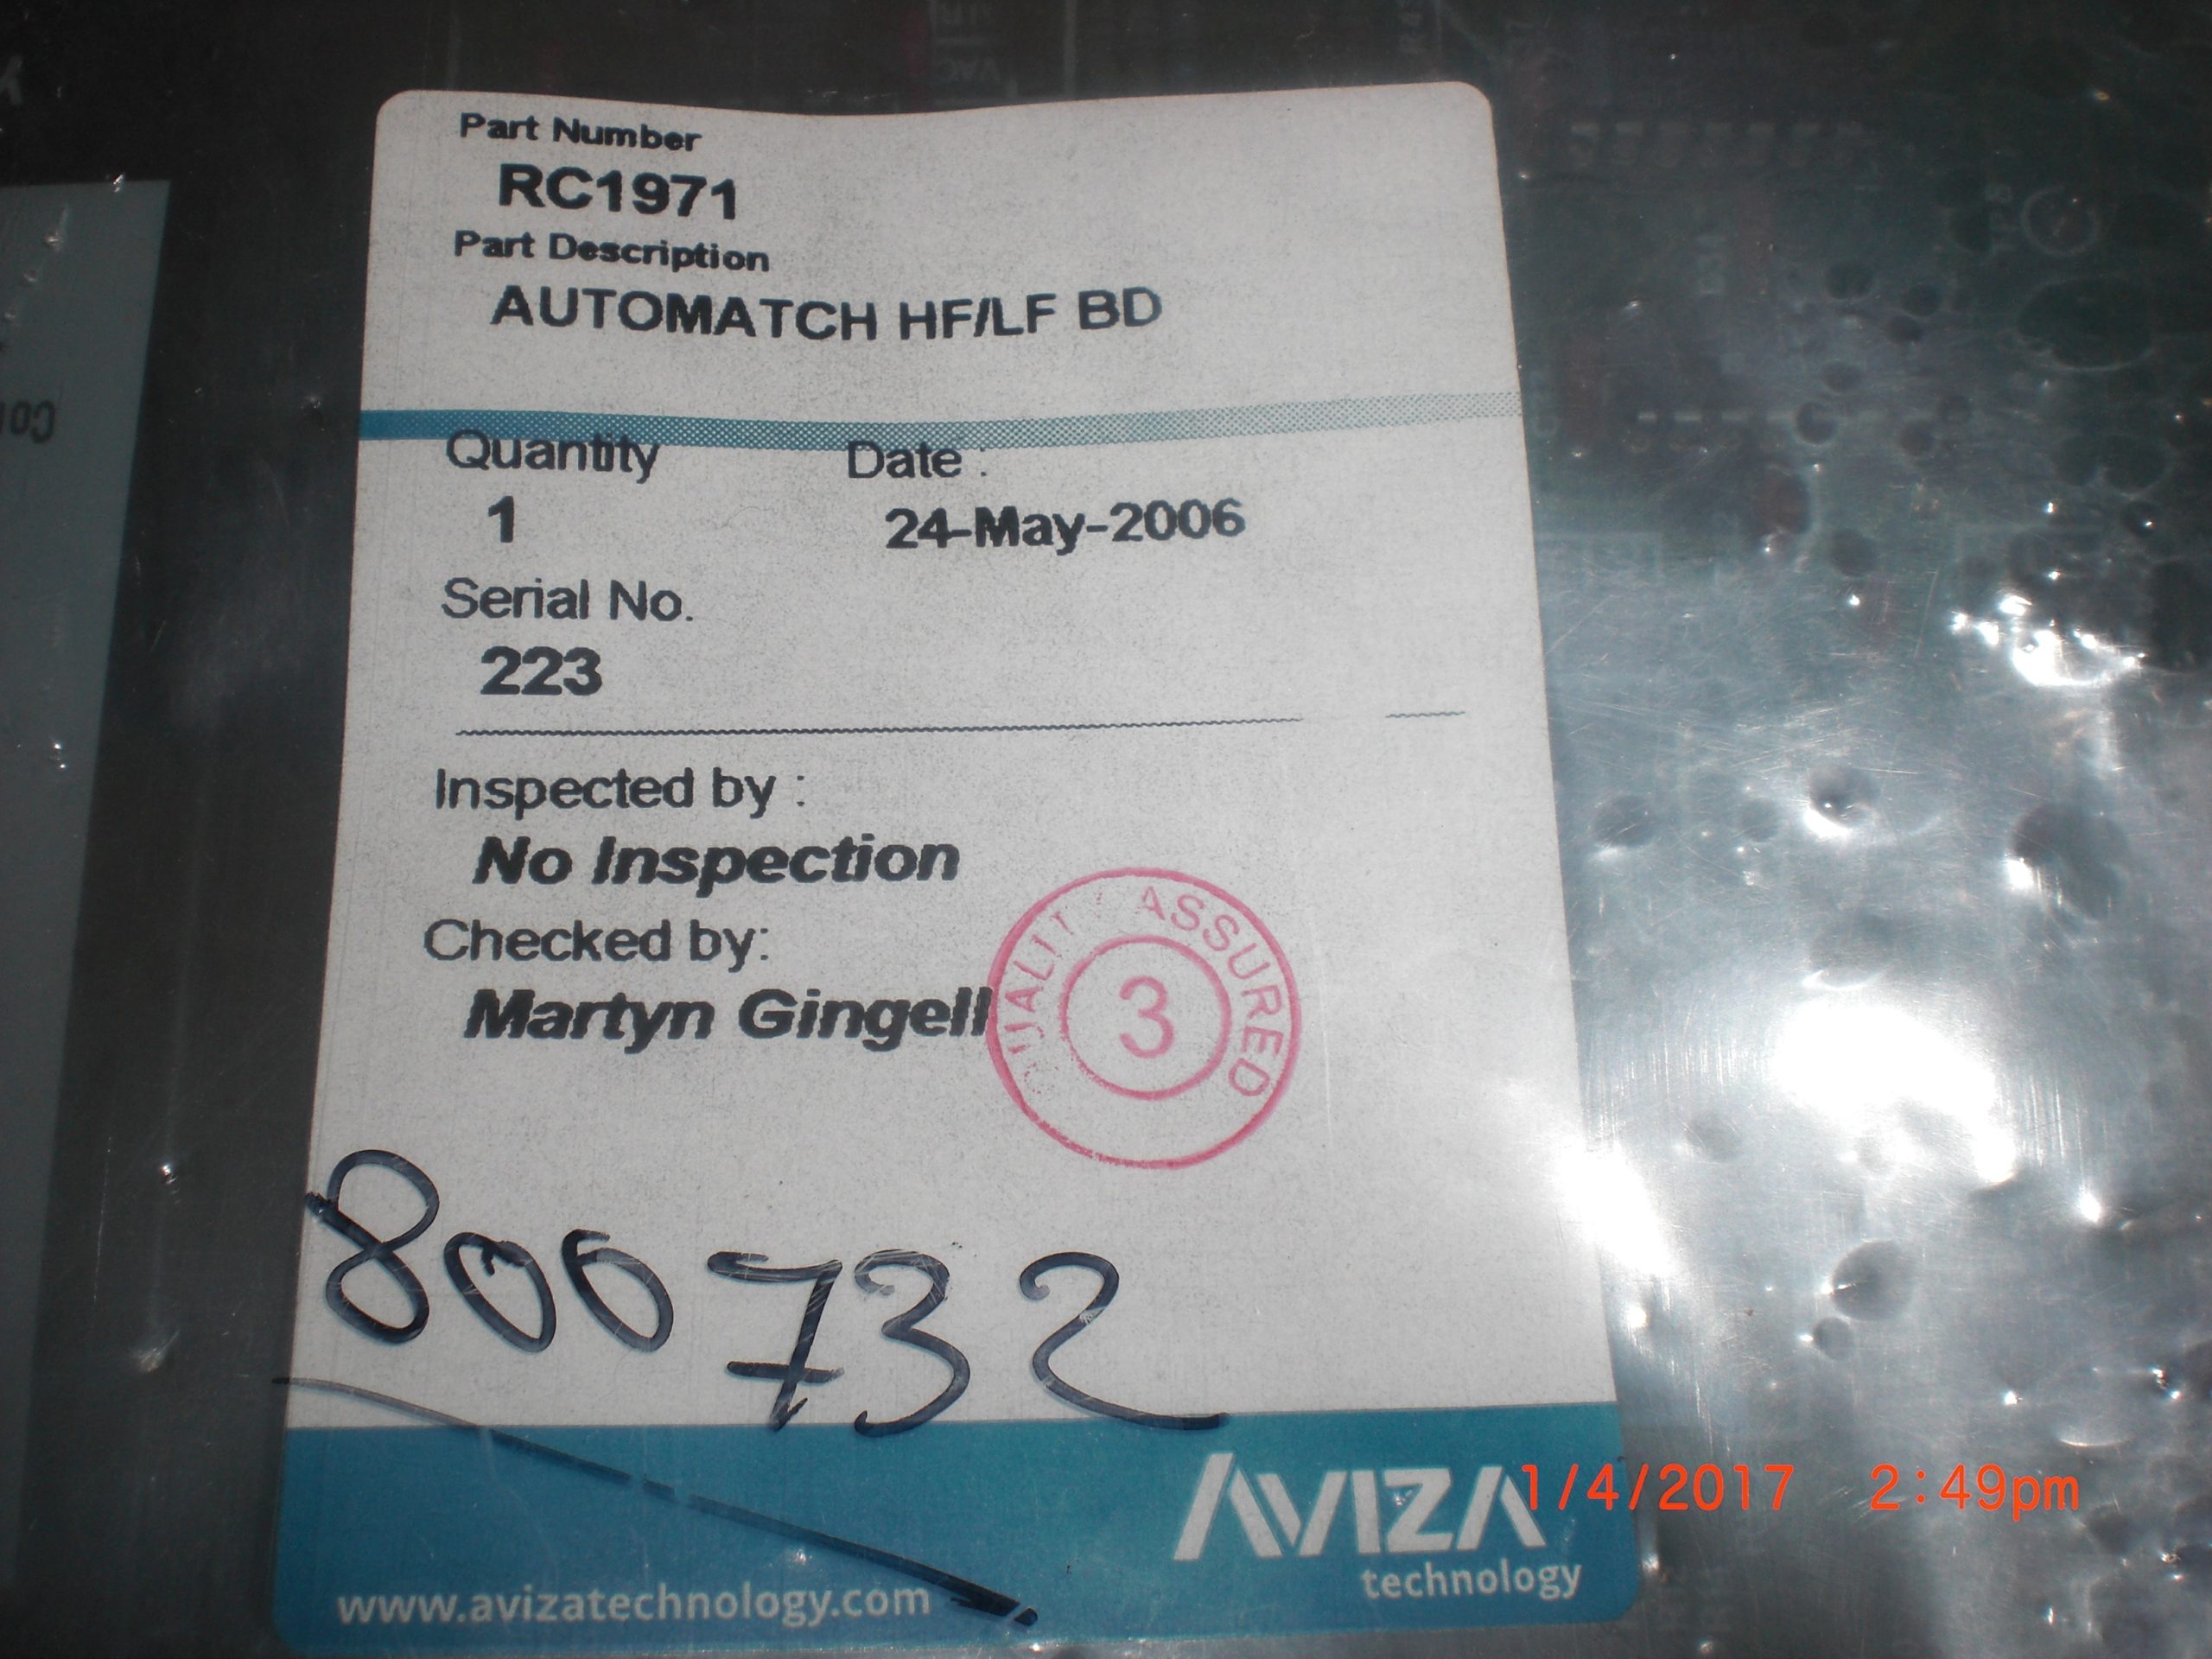 Part Number
RC1971
Part Description
AUTOMATCH HF/LF BD
Quantity Date :
1 24-May-2006
Serial No.
223
Inspected by :
No Inspection
Checked by:
Martyn Gingell
QUALITY ASSURED
3
800732
AVIZA
technology
www.avizatechnology.com
1/4/2017 2:49pm